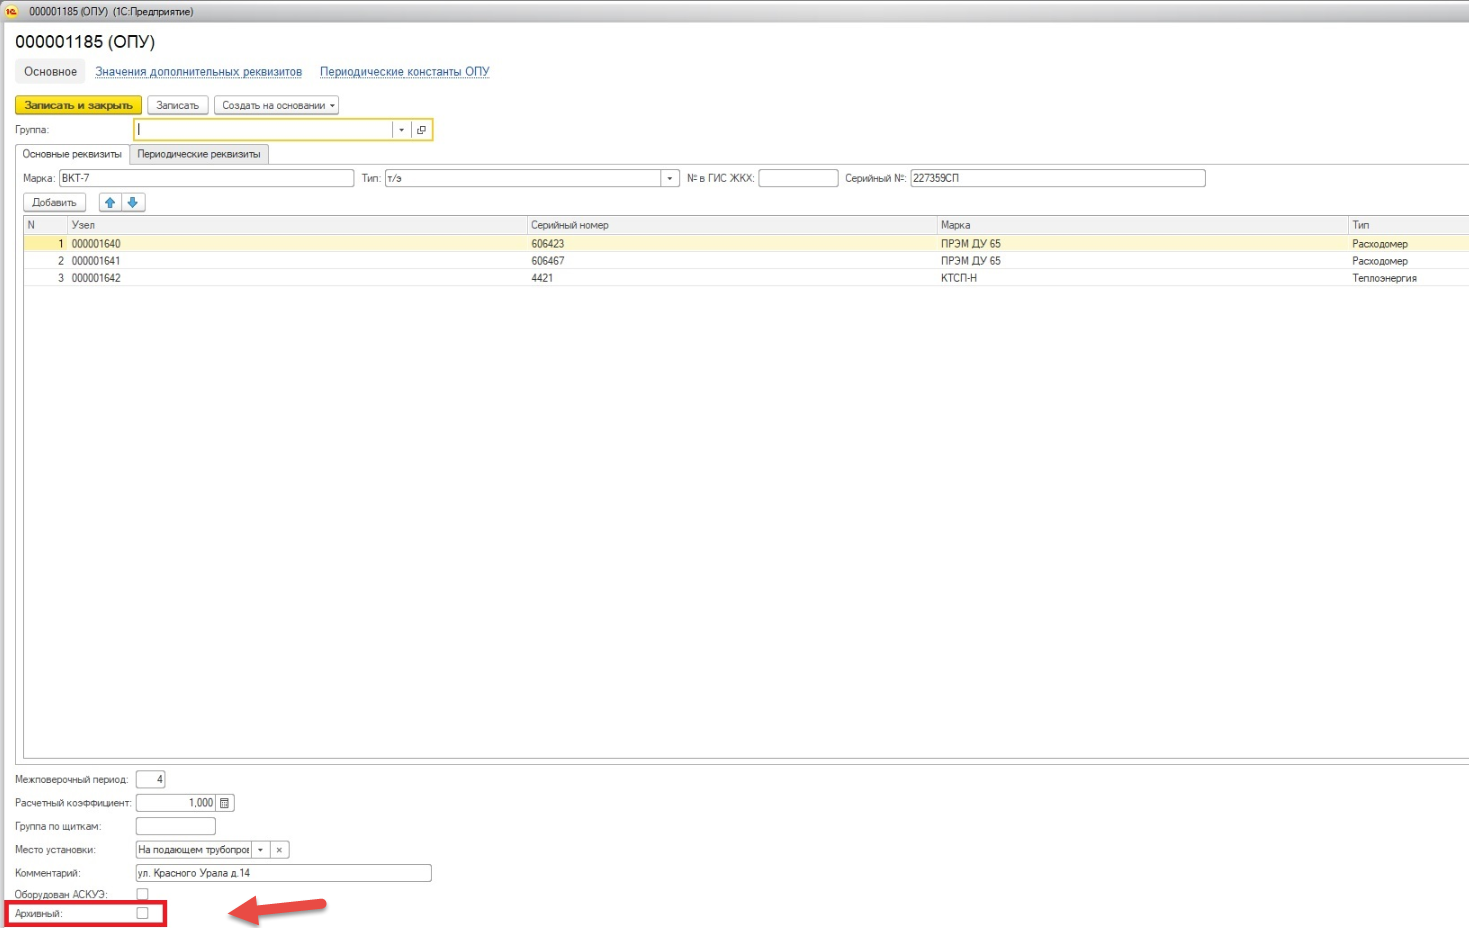 000001185 (ОПУ) (1С:Предприятие)
000001185 (ОПУ)
Основное Значения дополнительных реквизитов Периодические константы ОПУ
Записать и закрыть Записать Создать на основании
Группа:
Основные реквизиты Периодические реквизиты
Марка: ВКТ-7 Тип: т/э № в ГИС ЖКХ: Серийный №: 227359СП
Добавить
N Узел Серийный номер Марка Тип
1 000001640 606423 ПРЭМ ДУ 65 Расходомер
2 000001641 606467 ПРЭМ ДУ 65 Расходомер
3 000001642 4421 КТСП-Н Теплоэнергия
Межповерочный период: 4
Расчетный коэффициент: 1,000
Группа по щиткам:
Место установки: На подающем трубопров
Комментарий: ул. Красного Урала д.14
Оборудован АСКУЭ:
Архивный: